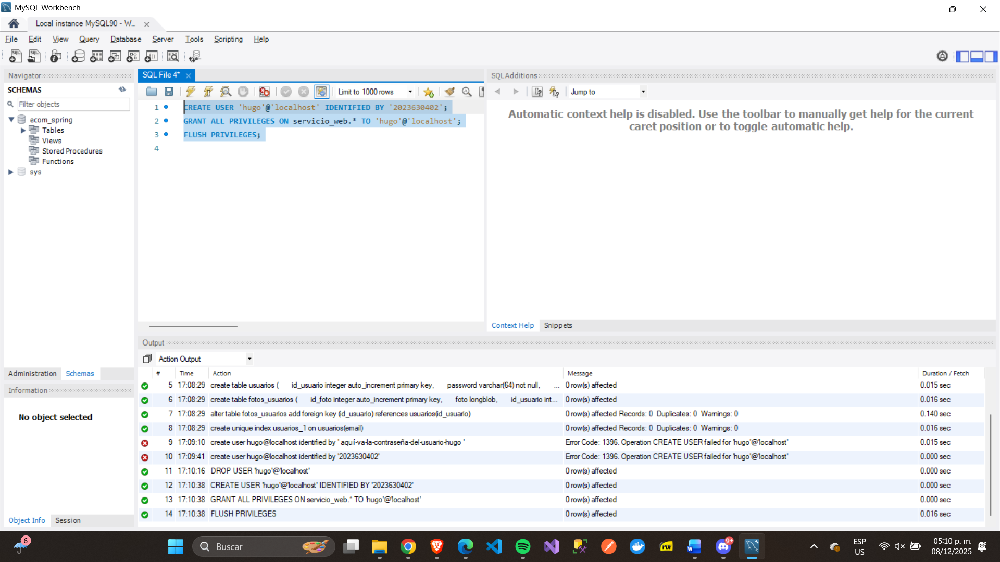 MySQL Workbench
Local instance MySQL90 - W...
File Edit View Query Database Server Tools Scripting Help
Navigator
SCHEMAS
Filter objects
ecom_spring
Tables
Views
Stored Procedures
Functions
sys
Administration Schemas
Information
No object selected
Object Info Session
SQL File 4*
Limit to 1000 rows
1 CREATE USER 'hugo'@'localhost' IDENTIFIED BY '2023630402';
2 GRANT ALL PRIVILEGES ON servicio_web.* TO 'hugo'@'localhost';
3 FLUSH PRIVILEGES;
4
SQLAdditions
Jump to
Automatic context help is disabled. Use the toolbar to manually get help for the current
caret position or to toggle automatic help.
Context Help Snippets
Output
Action Output
# Time Action Message Duration / Fetch
5 17:08:29 create table usuarios ( id_usuario integer auto_increment primary key, password varchar(64) not null, ... 0 row(s) affected 0.015 sec
6 17:08:29 create table fotos_usuarios ( id_foto integer auto_increment primary key, foto longblob, id_usuario int... 0 row(s) affected 0.016 sec
7 17:08:29 alter table fotos_usuarios add foreign key (id_usuario) references usuarios(id_usuario) 0 row(s) affected Records: 0 Duplicates: 0 Warnings: 0 0.140 sec
8 17:08:29 create unique index usuarios_1 on usuarios(email) 0 row(s) affected Records: 0 Duplicates: 0 Warnings: 0 0.016 sec
9 17:09:10 create user hugo@localhost identified by ' aquí-va-la-contraseña-del-usuario-hugo ' Error Code: 1396. Operation CREATE USER failed for 'hugo'@'localhost' 0.015 sec
10 17:09:41 create user hugo@localhost identified by '2023630402' Error Code: 1396. Operation CREATE USER failed for 'hugo'@'localhost' 0.000 sec
11 17:10:16 DROP USER 'hugo'@'localhost' 0 row(s) affected 0.000 sec
12 17:10:38 CREATE USER 'hugo'@'localhost' IDENTIFIED BY '2023630402' 0 row(s) affected 0.000 sec
13 17:10:38 GRANT ALL PRIVILEGES ON servicio_web.* TO 'hugo'@'localhost' 0 row(s) affected 0.000 sec
14 17:10:38 FLUSH PRIVILEGES 0 row(s) affected 0.016 sec
6
Buscar
PDF
9+
ESP
US
05:10 p. m.
08/12/2025